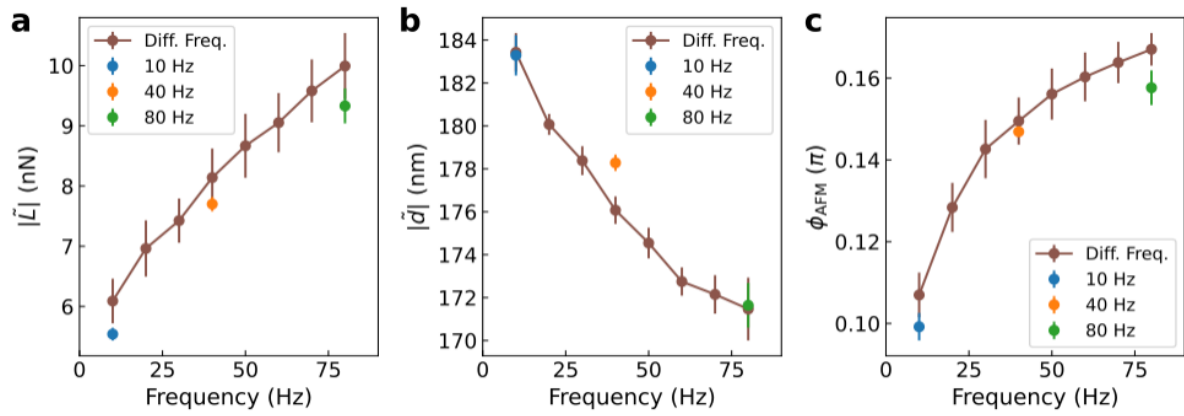 a
10
9
8
7
6
|L̃| (nN)
Diff. Freq.
10 Hz
40 Hz
80 Hz
0 25 50 75
Frequency (Hz)
b
184
182
180
178
176
174
172
170
|d̃| (nm)
Diff. Freq.
10 Hz
40 Hz
80 Hz
0 25 50 75
Frequency (Hz)
c
0.16
0.14
0.12
0.10
ϕAFM (π)
Diff. Freq.
10 Hz
40 Hz
80 Hz
0 25 50 75
Frequency (Hz)